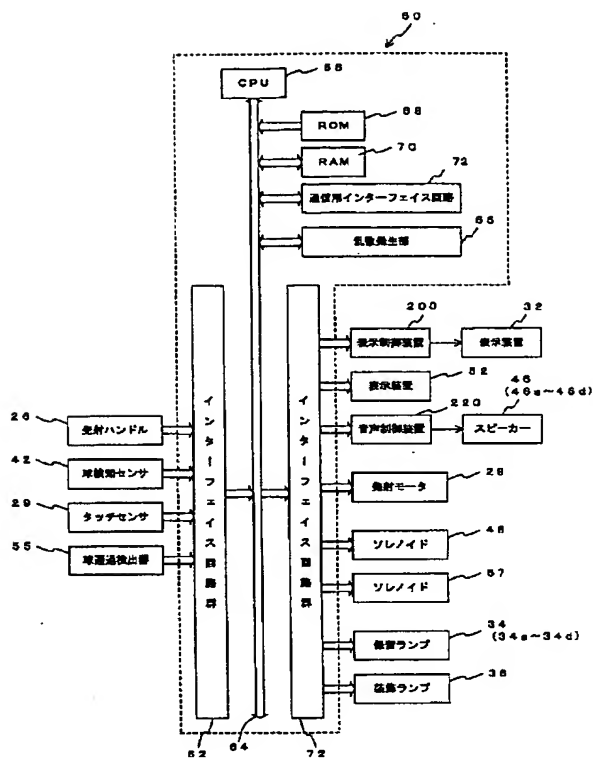 60
66
CPU
68
ROM
70
RAM
72
通信用インターフェイス回路
65
乱数発生部
200
32
表示制御装置
表示装置
52
表示装置
46
(46a~46d)
220
音声制御装置
スピーカー
26
発射ハンドル
42
球検知センサ
29
タッチセンサ
55
球通過検出器
インターフェイス回路群
インターフェイス回路群
28
発射モータ
48
ソレノイド
57
ソレノイド
34
(34a~34d)
保留ランプ
36
装飾ランプ
62
64
72